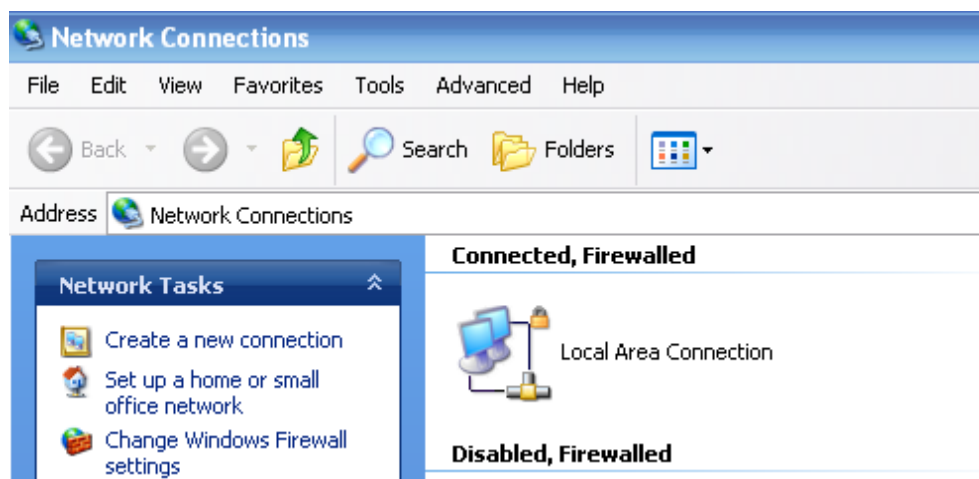 Network Connections
File Edit View Favorites Tools Advanced Help
Back Search Folders
Address Network Connections
Network Tasks
Create a new connection
Set up a home or small
office network
Change Windows Firewall
settings
Connected, Firewalled
Local Area Connection
Disabled, Firewalled